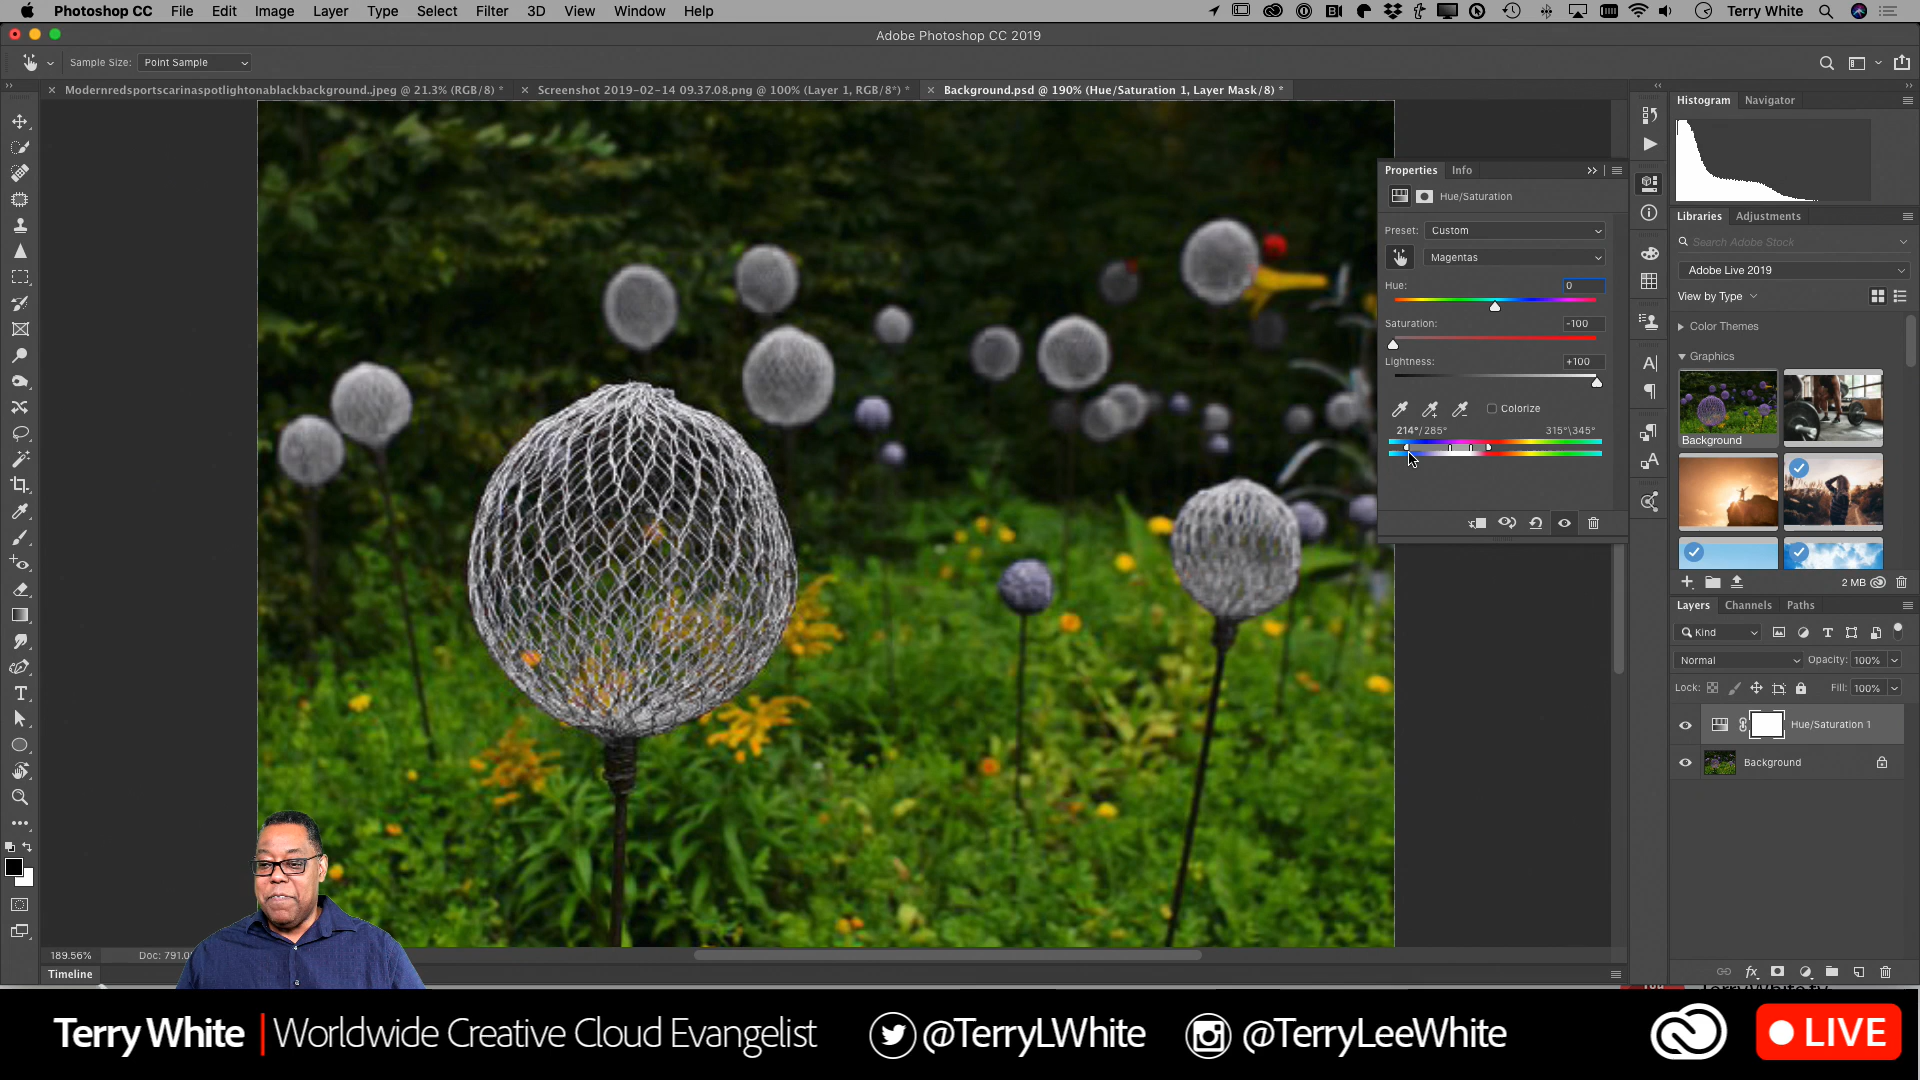 Photoshop CC File Edit Image Layer Type Select Filter 3D View Window Help Terry White
Adobe Photoshop CC 2019
Sample Size: Point Sample
Modernredsportscarinaspotlightonablackbackground..jpeg @ 21.3% (RGB/8) *
Screenshot 2019-02-14 09.37.08.png @ 100% (Layer 1, RGB/8*) *
Background.psd @ 190% (Hue/Saturation 1, Layer Mask/8) *
Histogram Navigator
Properties Info
Hue/Saturation
Preset: Custom
Magentas
Hue: 0
Saturation: -100
Lightness: +100
Colorize
214°/285° 315°\345°
Libraries Adjustments
Search Adobe Stock
Adobe Live 2019
View by Type
Color Themes
Graphics
Background
2 MB
Layers Channels Paths
Kind
Normal Opacity: 100%
Lock: Fill: 100%
Hue/Saturation 1
Background
189.56% Doc: 791.0
Timeline
Terry White | Worldwide Creative Cloud Evangelist @TerryLWhite @TerryLeeWhite LIVE